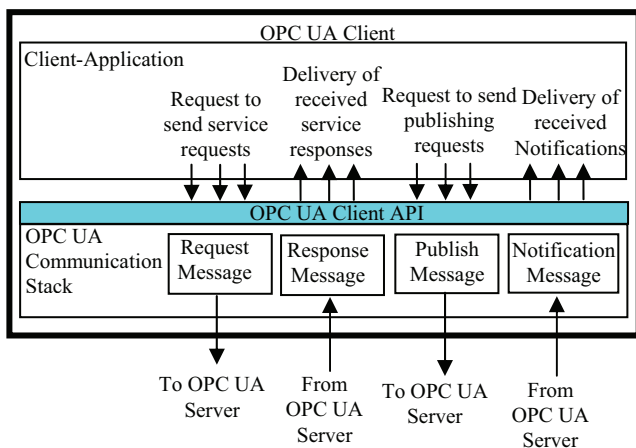 OPC UA Client
Client-Application
Request to
send service
requests
Delivery of
received
service
responses
Request to send
publishing
requests
Delivery of
received
Notifications
OPC UA Client API
OPC UA
Communication
Stack
Request
Message
Response
Message
Publish
Message
Notification
Message
To OPC UA
Server
From
OPC UA
Server
To OPC UA
Server
From
OPC UA
Server